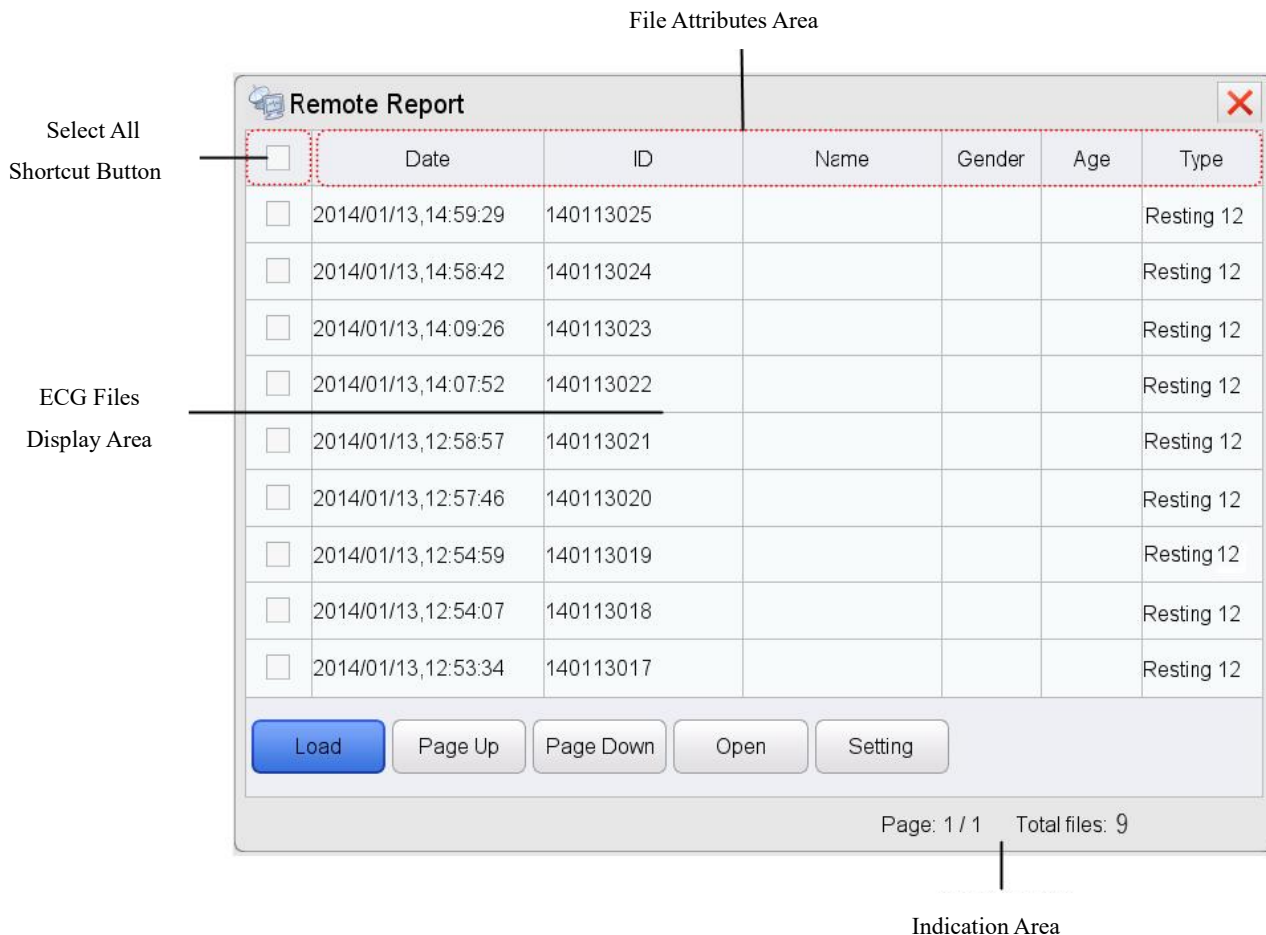 File Attributes Area
Remote Report
Select All
Shortcut Button
Date ID Name Gender Age Type
2014/01/13,14:59:29 140113025 Resting 12
2014/01/13,14:58:42 140113024 Resting 12
2014/01/13,14:09:26 140113023 Resting 12
2014/01/13,14:07:52 140113022 Resting 12
ECG Files
Display Area
2014/01/13,12:58:57 140113021 Resting 12
2014/01/13,12:57:46 140113020 Resting 12
2014/01/13,12:54:59 140113019 Resting 12
2014/01/13,12:54:07 140113018 Resting 12
2014/01/13,12:53:34 140113017 Resting 12
Load Page Up Page Down Open Setting
Page: 1 / 1 Total files: 9
Indication Area